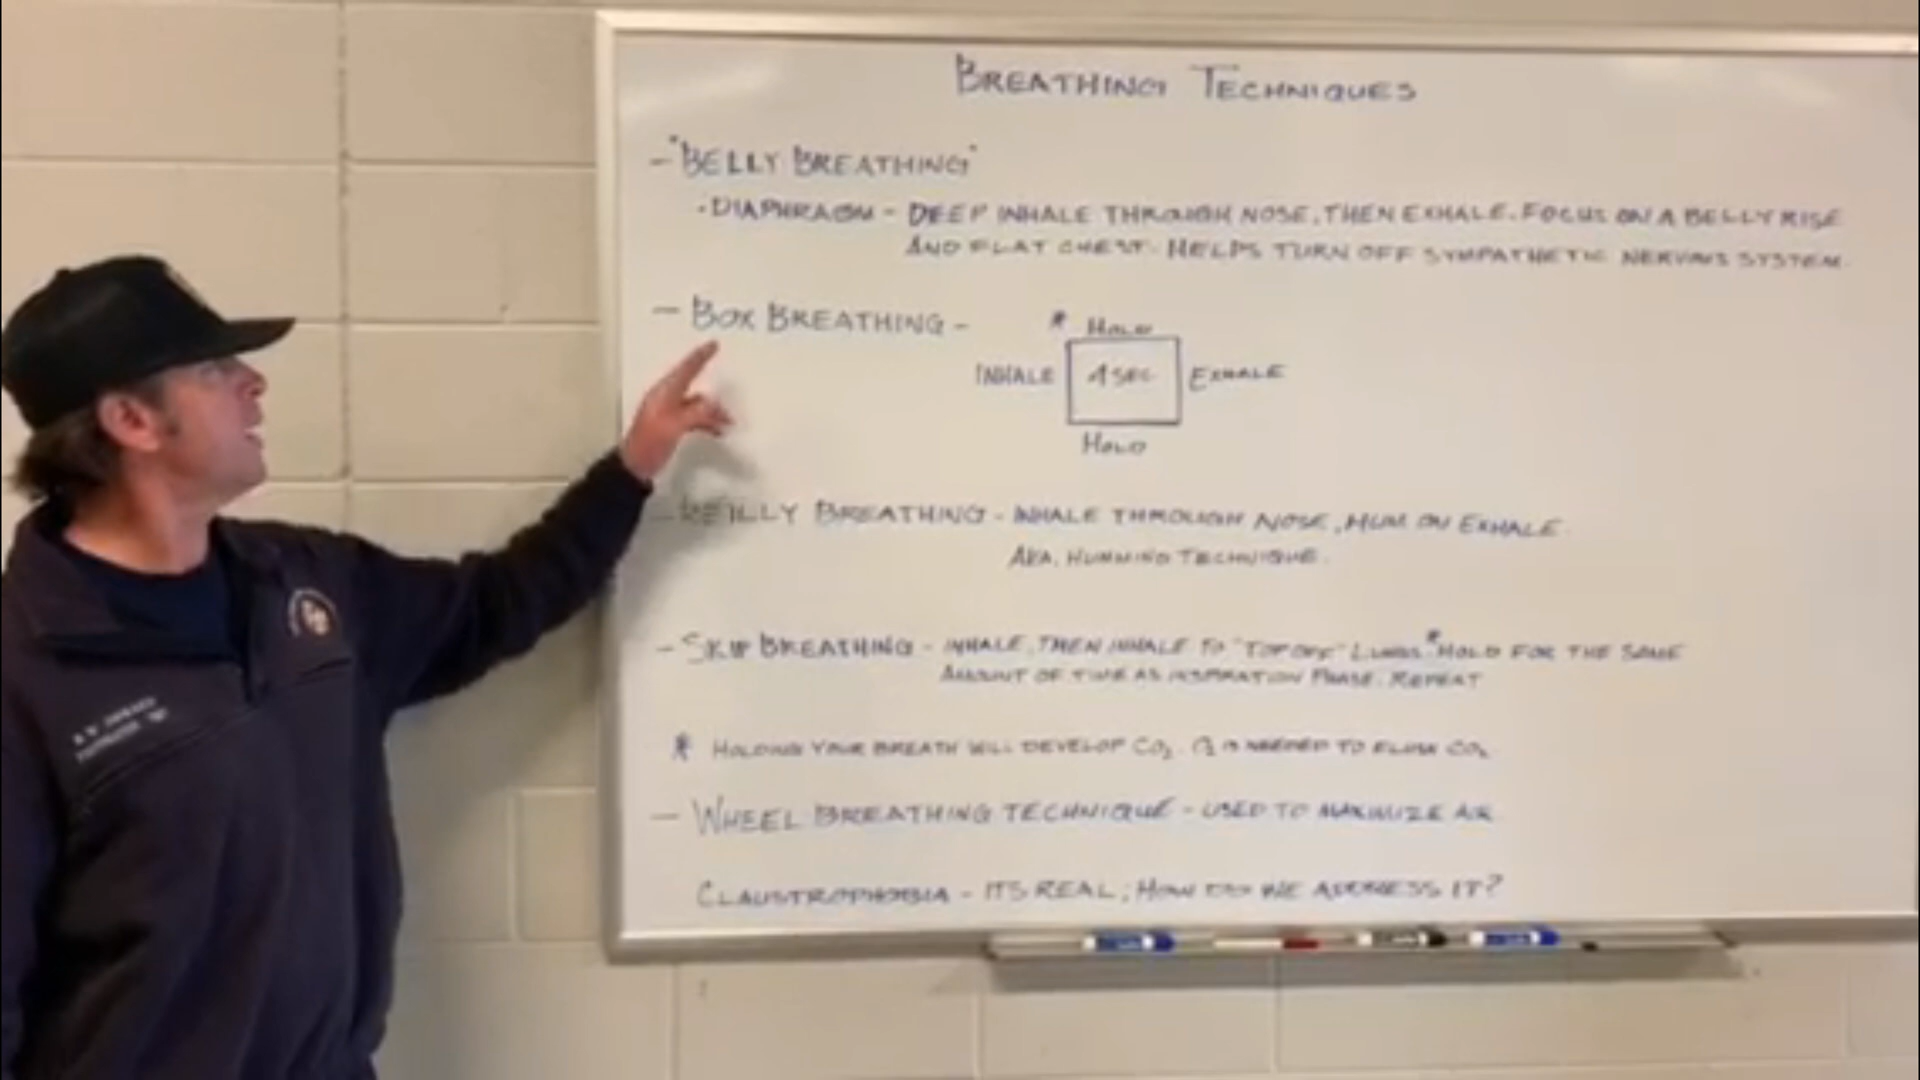 BREATHING TECHNIQUES
- "BELLY BREATHING"
· DIAPHRAGM - DEEP INHALE THROUGH NOSE, THEN EXHALE. FOCUS ON A BELLY RISE
AND FLAT CHEST. HELPS TURN OFF SYMPATHETIC NERVOUS SYSTEM.
- BOX BREATHING -
* HOLD
INHALE 4 SEC EXHALE
HOLD
- REILLY BREATHING - INHALE THROUGH NOSE, HUM ON EXHALE.
AKA. HUMMING TECHNIQUE.
- SKIP BREATHING - INHALE, THEN INHALE TO "TOP OFF" LUNGS. * HOLD FOR THE SAME
AMOUNT OF TIME AS INSPIRATION PHASE. REPEAT
* HOLDING YOUR BREATH WILL DEVELOP CO2. O2 IS NEEDED TO FLUSH CO2
- WHEEL BREATHING TECHNIQUE - USED TO MAXIMIZE AIR
CLAUSTROPHOBIA - ITS REAL, HOW DO WE ADDRESS IT?